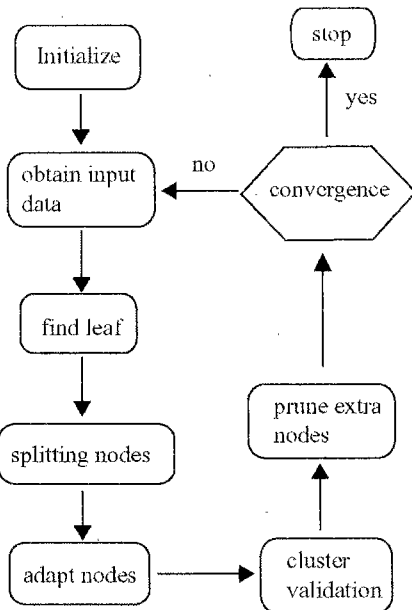 Initialize
obtain input
data
find leaf
splitting nodes
adapt nodes
cluster
validation
prune extra
nodes
convergence
no
yes
stop